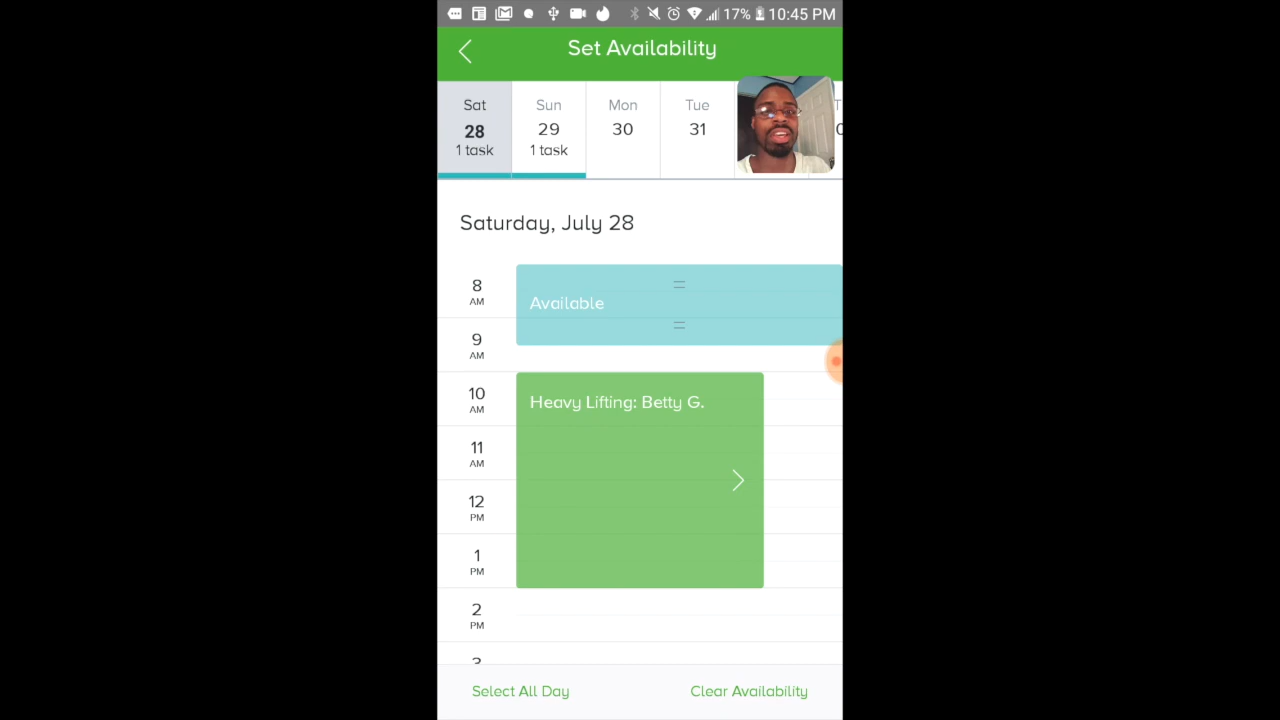 17% 10:45 PM
Set Availability
Sat Sun Mon Tue
28 29 30 31
1 task 1 task
Saturday, July 28
8
AM
Available
9
AM
10
AM
Heavy Lifting: Betty G.
11
AM
12
PM
1
PM
2
PM
3
Select All Day Clear Availability